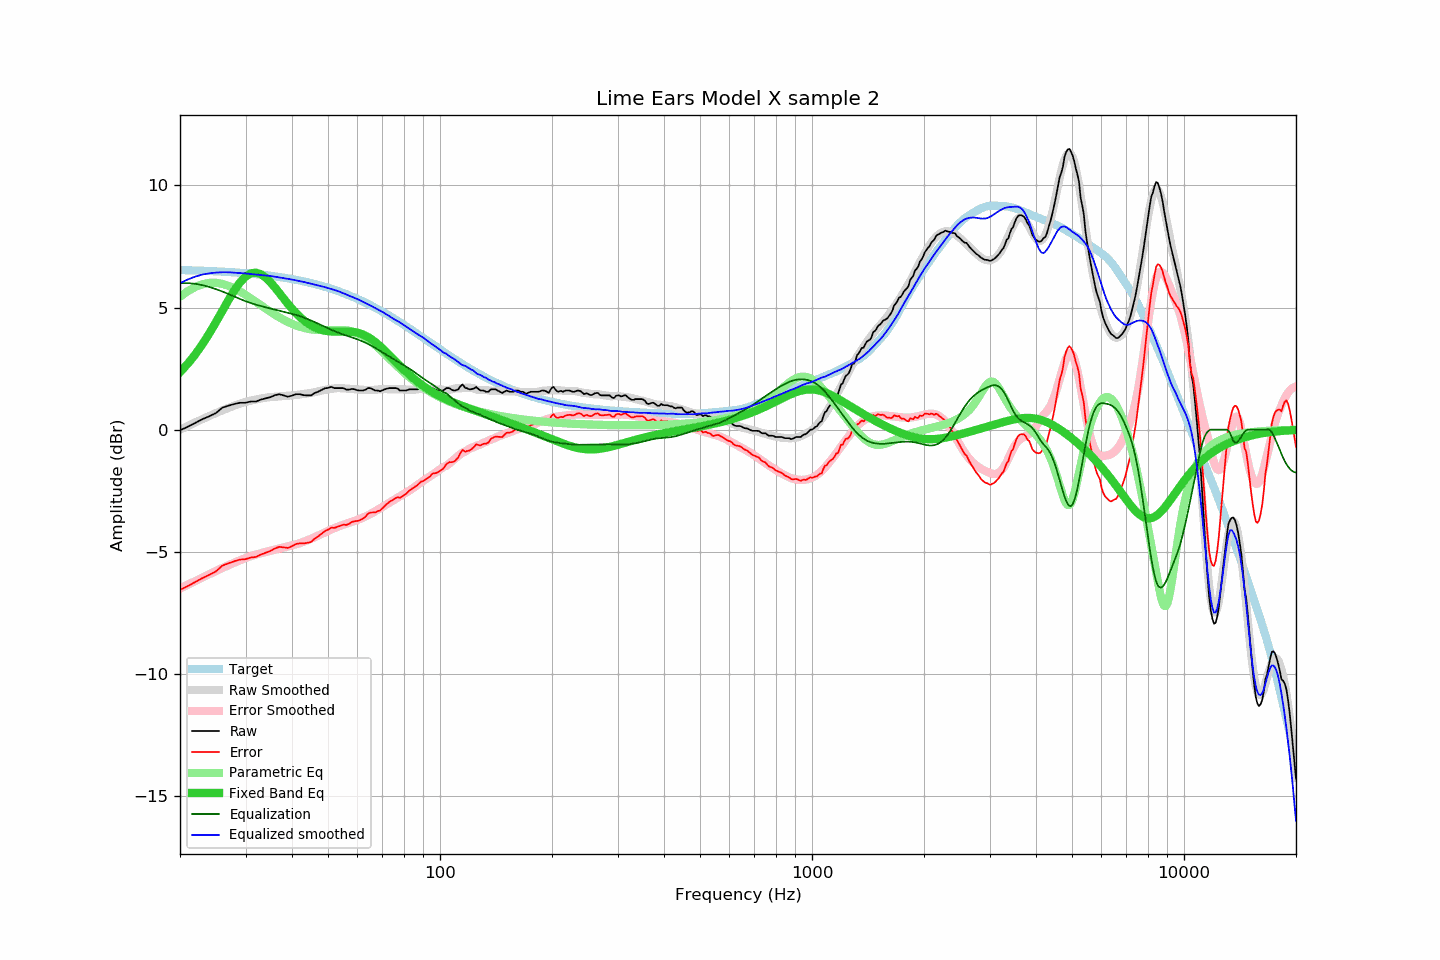 Lime Ears Model X sample 2
Amplitude (dBr)
10
5
0
−5
−10
−15
Target
Raw Smoothed
Error Smoothed
Raw
Error
Parametric Eq
Fixed Band Eq
Equalization
Equalized smoothed
100
1000
10000
Frequency (Hz)